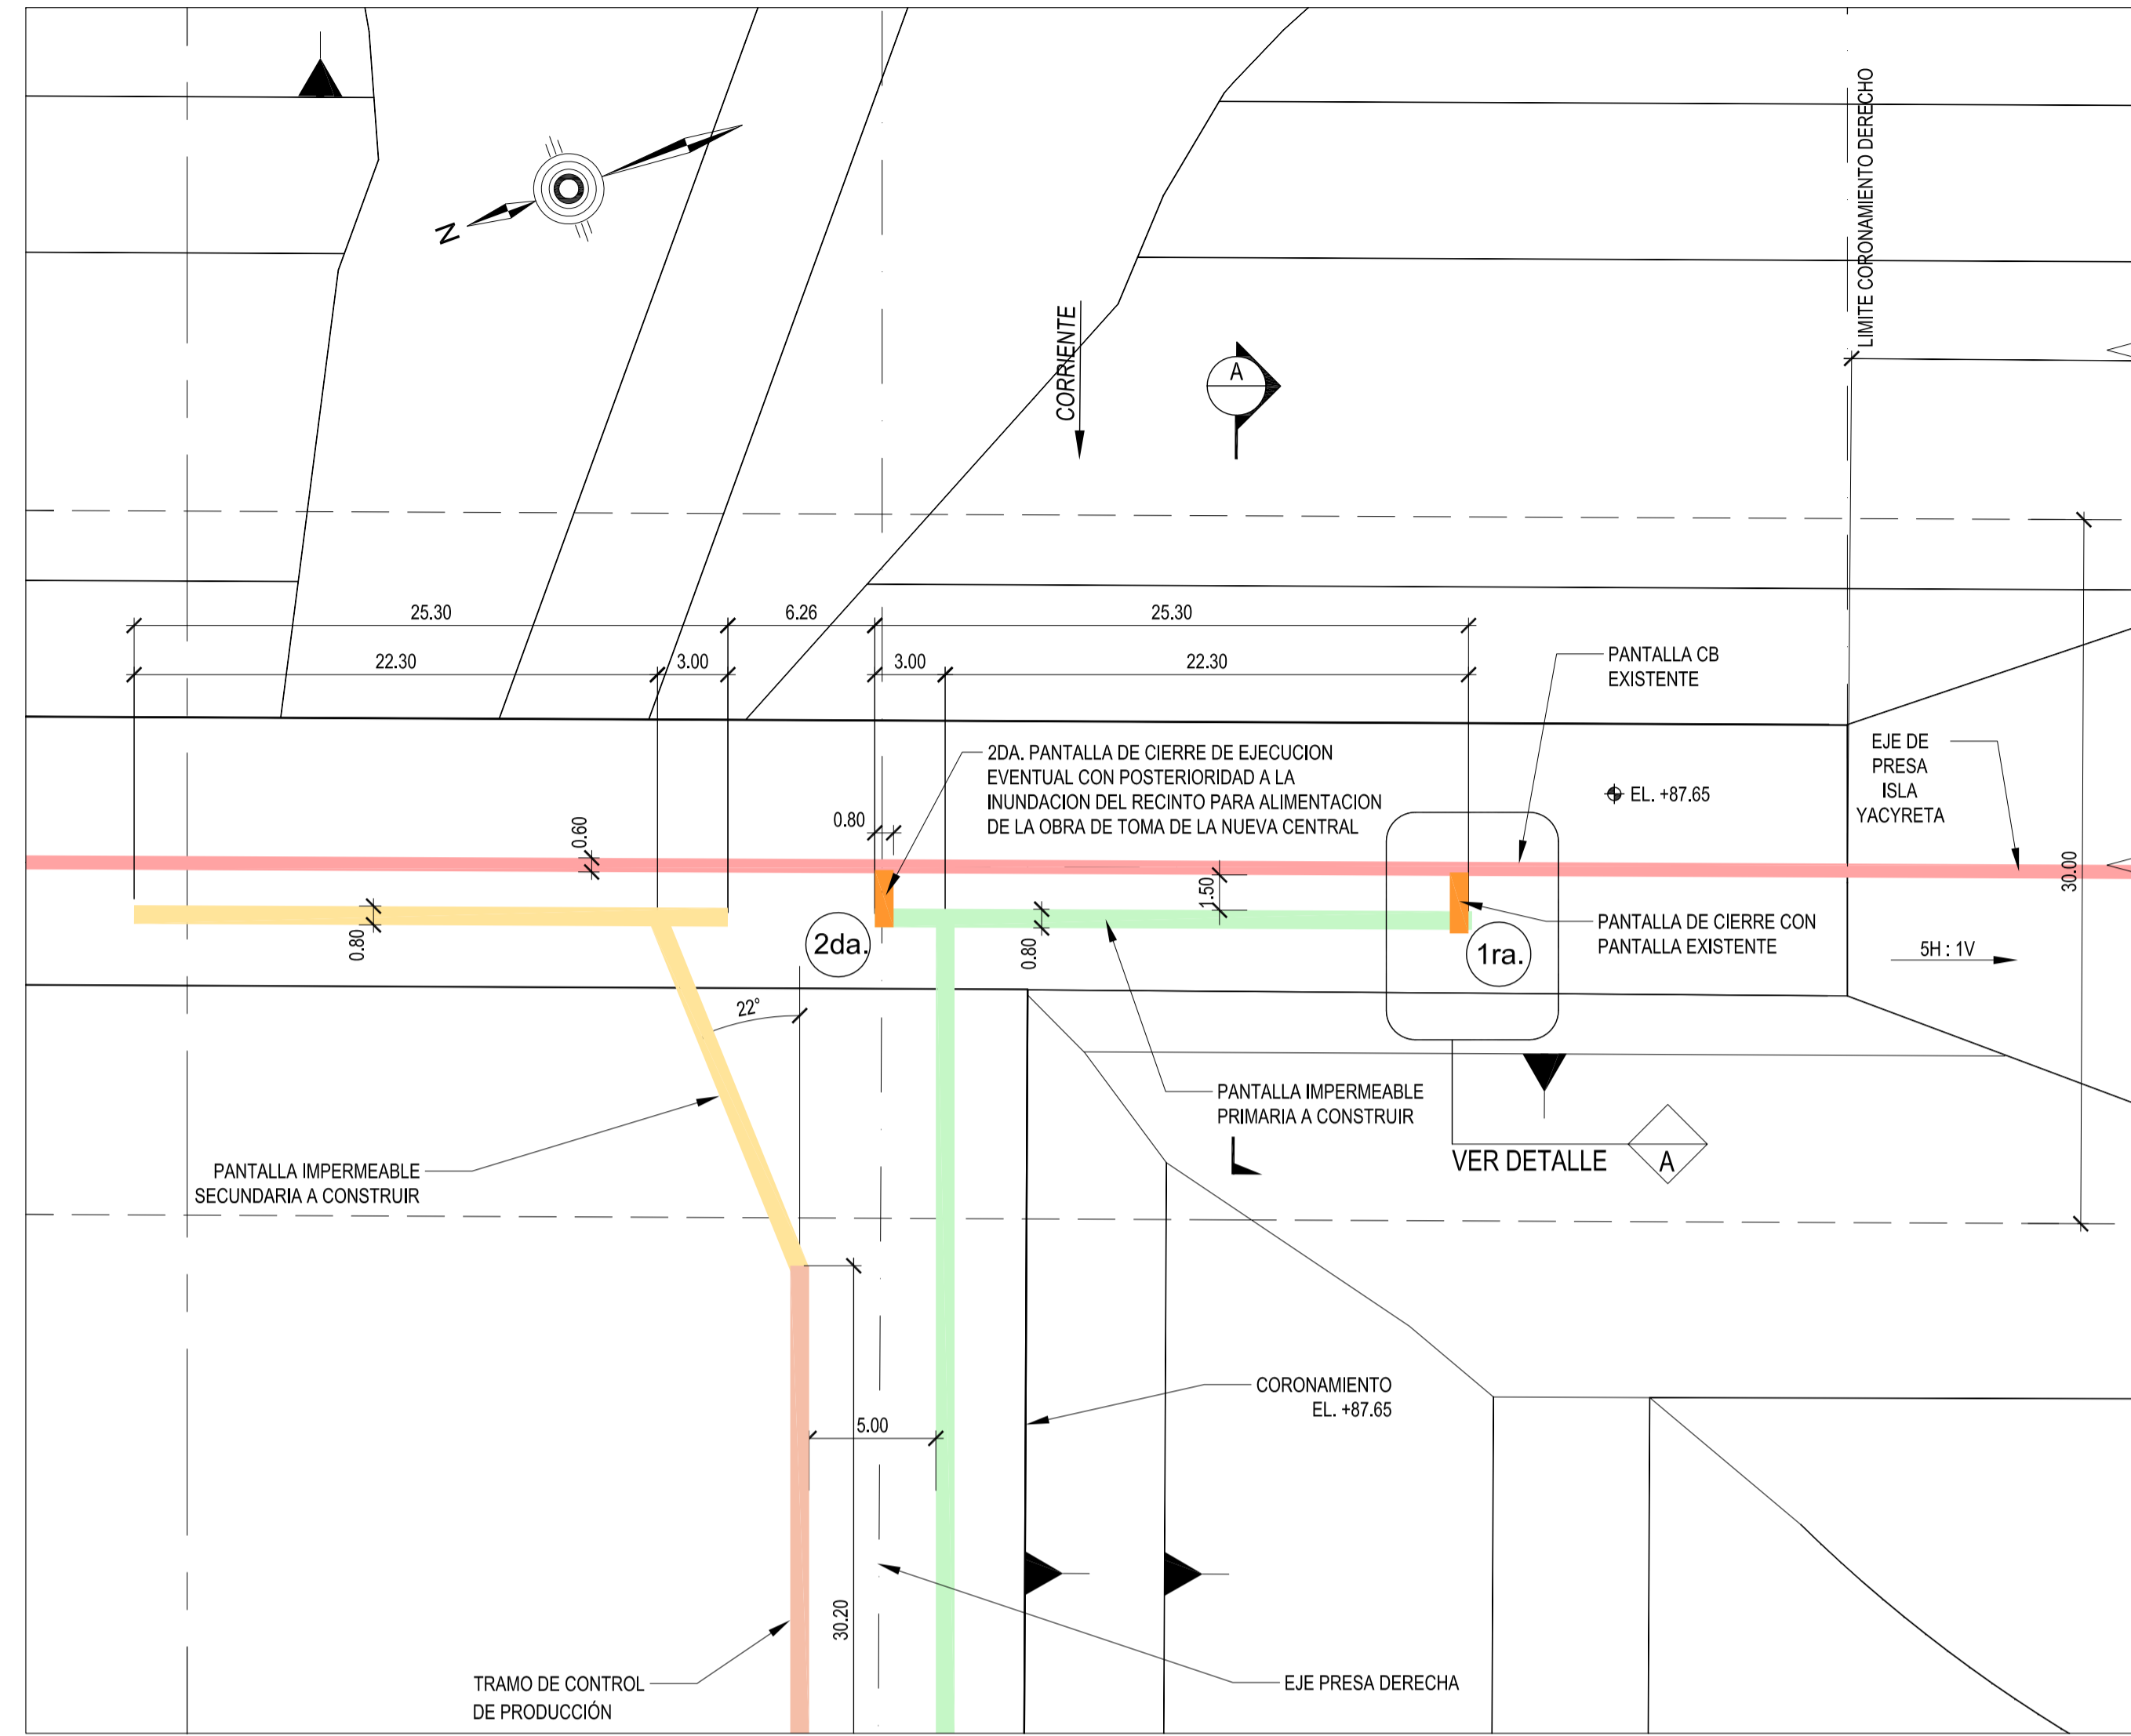 LIMITE CORONAMIENTO DERECHO
N
CORRIENTE
A
25.30
6.26
25.30
22.30
3.00
3.00
22.30
PANTALLA CB
EXISTENTE
2DA. PANTALLA DE CIERRE DE EJECUCION
EVENTUAL CON POSTERIORIDAD A LA
INUNDACION DEL RECINTO PARA ALIMENTACION
DE LA OBRA DE TOMA DE LA NUEVA CENTRAL
EJE DE
PRESA
ISLA
YACYRETA
EL. +87.65
0.80
0.60
30.00
1.50
0.80
0.80
2da.
1ra.
PANTALLA DE CIERRE CON
PANTALLA EXISTENTE
5H : 1V
22°
PANTALLA IMPERMEABLE
PRIMARIA A CONSTRUIR
VER DETALLE
A
PANTALLA IMPERMEABLE
SECUNDARIA A CONSTRUIR
CORONAMIENTO
EL. +87.65
5.00
30.20
TRAMO DE CONTROL
DE PRODUCCIÓN
EJE PRESA DERECHA